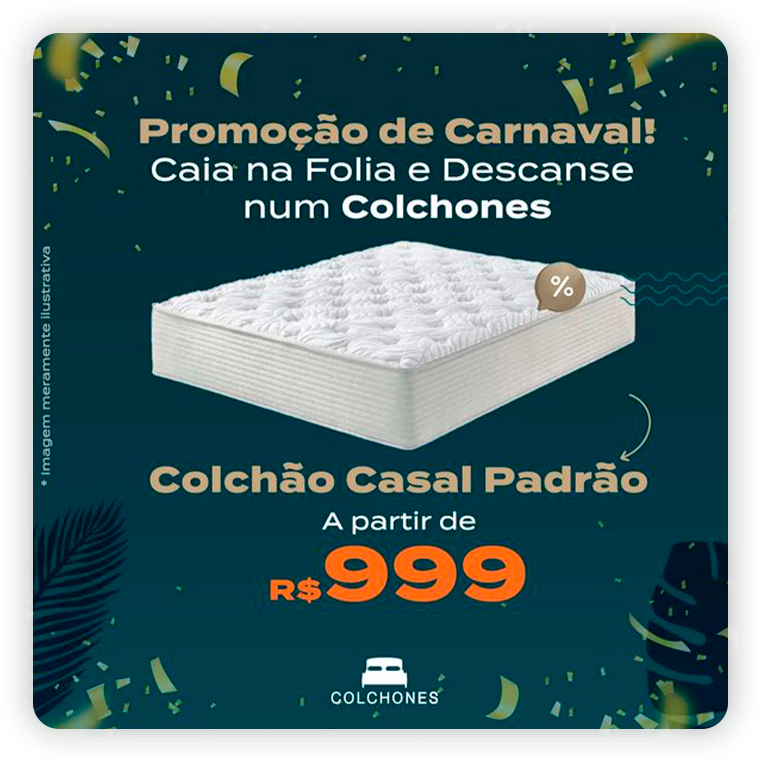 Promoção de Carnaval!
Caia na Folia e Descanse
num Colchones
%
* Imagem meramente ilustrativa
Colchão Casal Padrão
A partir de
R$999
COLCHONES